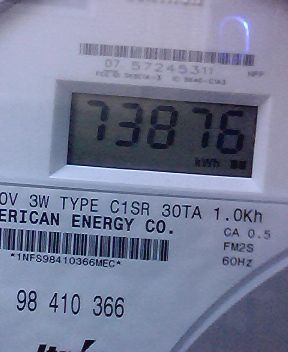 07 57245311
73876
kWh
0V 3W TYPE C1SR 30TA 1.0Kh
ERICAN ENERGY CO.
CA 0.5
FM2S
60Hz
*1NFS98410366MEC*
98 410 366